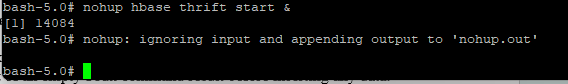 bash-5.0# nohup hbase thrift start &
[1] 14084
bash-5.0# nohup: ignoring input and appending output to 'nohup.out'
bash-5.0#